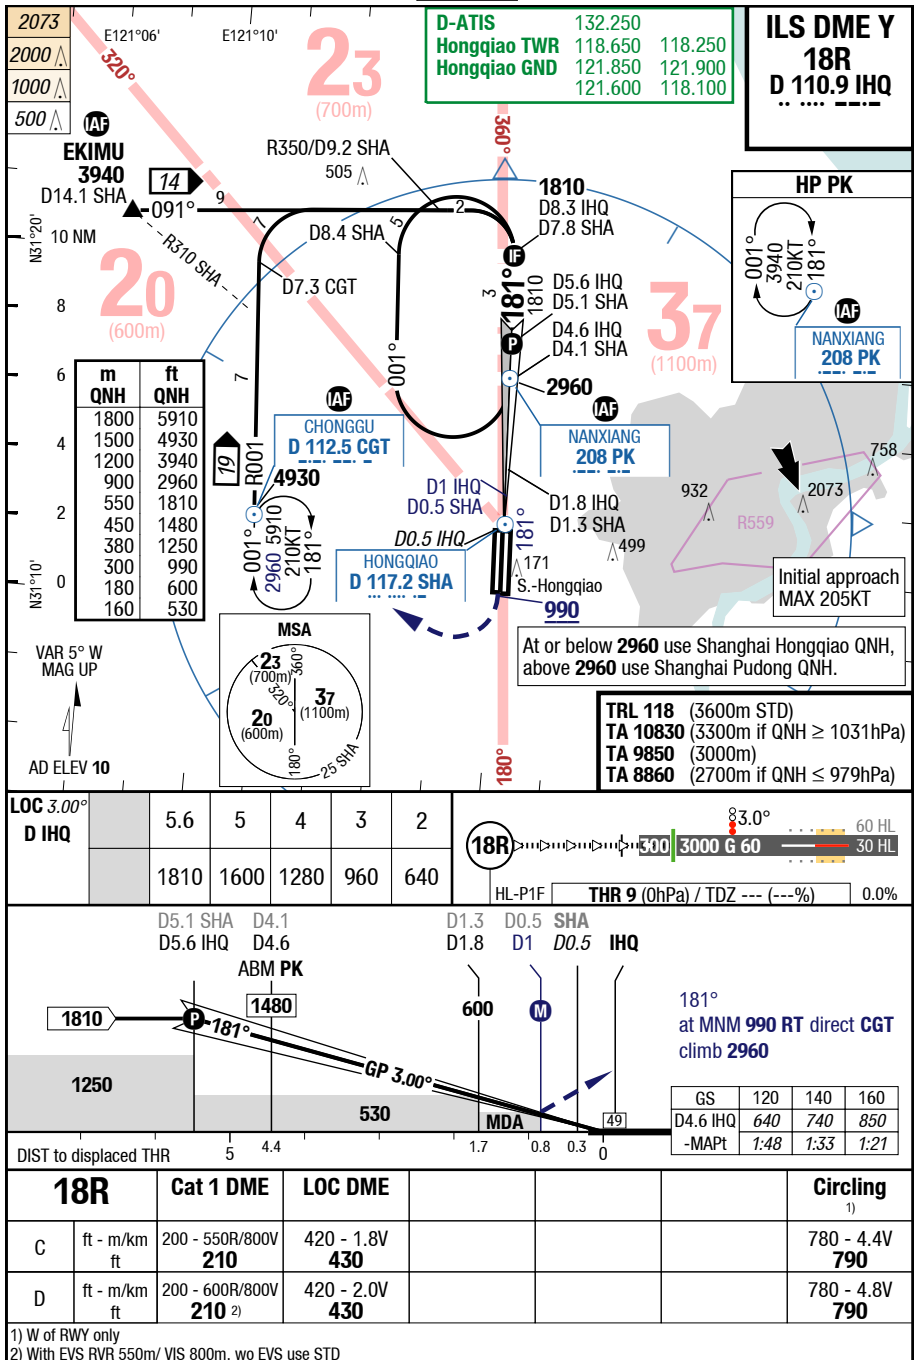 2073
2000
1000
500
E121°06'
E121°10'
D-ATIS 132.250
Hongqiao TWR 118.650 118.250
Hongqiao GND 121.850 121.900
121.600 118.100
ILS DME Y
18R
D 110.9 IHQ
23
(700m)
320°
360°
IAF
EKIMU
3940
D14.1 SHA
14
9
091°
R350/D9.2 SHA
505
2
5
7
1810
D8.3 IHQ
D7.8 SHA
IF
D8.4 SHA
N31°20'
10 NM
R310 SHA
D7.3 CGT
20
(600m)
3
181°
1810
D5.6 IHQ
D5.1 SHA
P
D4.6 IHQ
D4.1 SHA
37
(1100m)
HP PK
001°
3940
210KT
181°
IAF
NANXIANG
208 PK
8
6
4
2
0
N31°10'
m ft
QNH QNH
1800 5910
1500 4930
1200 3940
900 2960
550 1810
450 1480
380 1250
300 990
180 600
160 530
7
001°
2960
IAF
CHONGGU
D 112.5 CGT
IAF
NANXIANG
208 PK
19
R001
4930
001°
2960 5910
210KT
181°
D1 IHQ
D0.5 SHA
D1.8 IHQ
D1.3 SHA
181°
D0.5 IHQ
HONGQIAO
D 117.2 SHA
171
S.-Hongqiao
990
499
932
R559
2073
758
Initial approach
MAX 205KT
At or below 2960 use Shanghai Hongqiao QNH,
above 2960 use Shanghai Pudong QNH.
VAR 5° W
MAG UP
AD ELEV 10
MSA
23
(700m)
360°
320°
20
(600m)
37
(1100m)
180°
25 SHA
180°
TRL 118 (3600m STD)
TA 10830 (3300m if QNH ≥ 1031hPa)
TA 9850 (3000m)
TA 8860 (2700m if QNH ≤ 979hPa)
LOC 3.00°
D IHQ
5.6 5 4 3 2
1810 1600 1280 960 640
18R
3.0°
300 3000 G 60
60 HL
30 HL
HL-P1F
THR 9 (0hPa) / TDZ --- (---%)
0.0%
D5.1 SHA D4.1 D1.3 D0.5 SHA
D5.6 IHQ D4.6 D1.8 D1 D0.5 IHQ
ABM PK
1810
P
181°
1480
600
M
GP 3.00°
1250
530
MDA
49
181°
at MNM 990 RT direct CGT
climb 2960
GS 120 140 160
D4.6 IHQ 640 740 850
-MAPt 1:48 1:33 1:21
DIST to displaced THR 5 4.4 1.7 0.8 0.3 0
18R Cat 1 DME LOC DME Circling
1)
C ft - m/km 200 - 550R/800V 420 - 1.8V 780 - 4.4V
ft 210 430 790
D ft - m/km 200 - 600R/800V 420 - 2.0V 780 - 4.8V
ft 210 2) 430 790
1) W of RWY only
2) With EVS RVR 550m/ VIS 800m, wo EVS use STD